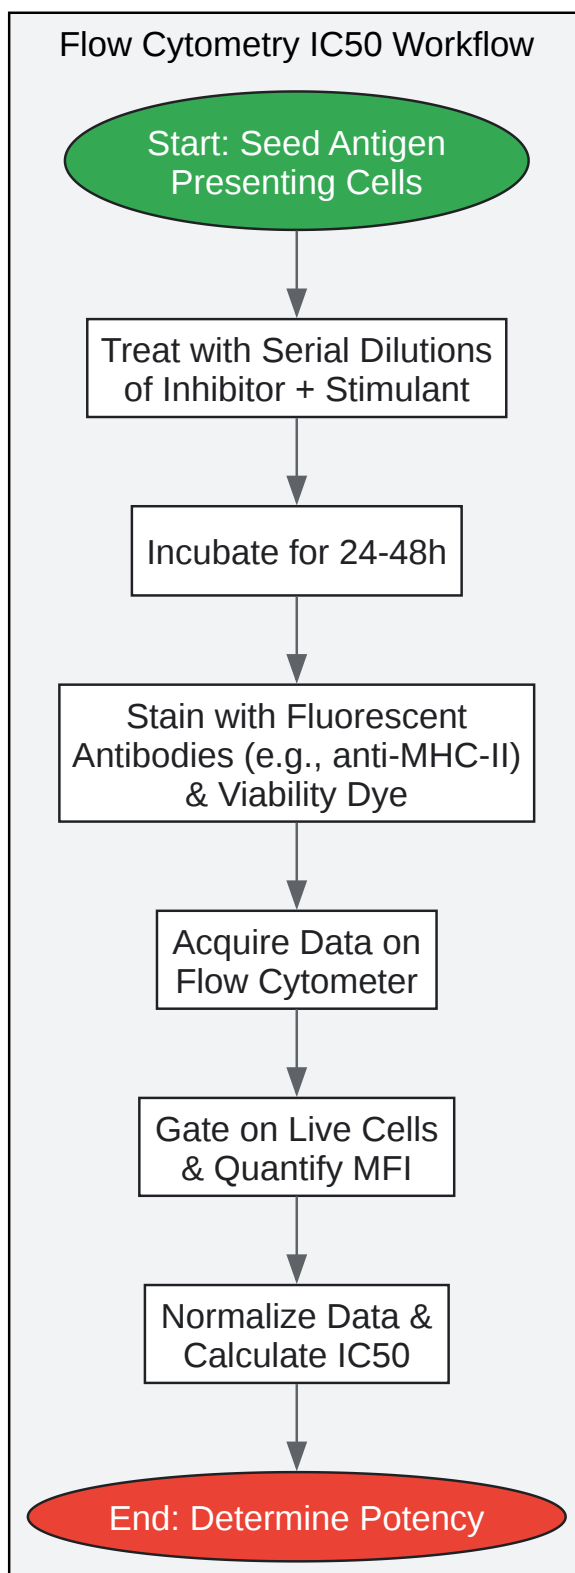 Flow Cytometry IC50 Workflow
Start: Seed Antigen
Presenting Cells
Treat with Serial Dilutions
of Inhibitor + Stimulant
Incubate for 24-48h
Stain with Fluorescent
Antibodies (e.g., anti-MHC-II)
& Viability Dye
Acquire Data on
Flow Cytometer
Gate on Live Cells
& Quantify MFI
Normalize Data &
Calculate IC50
End: Determine Potency